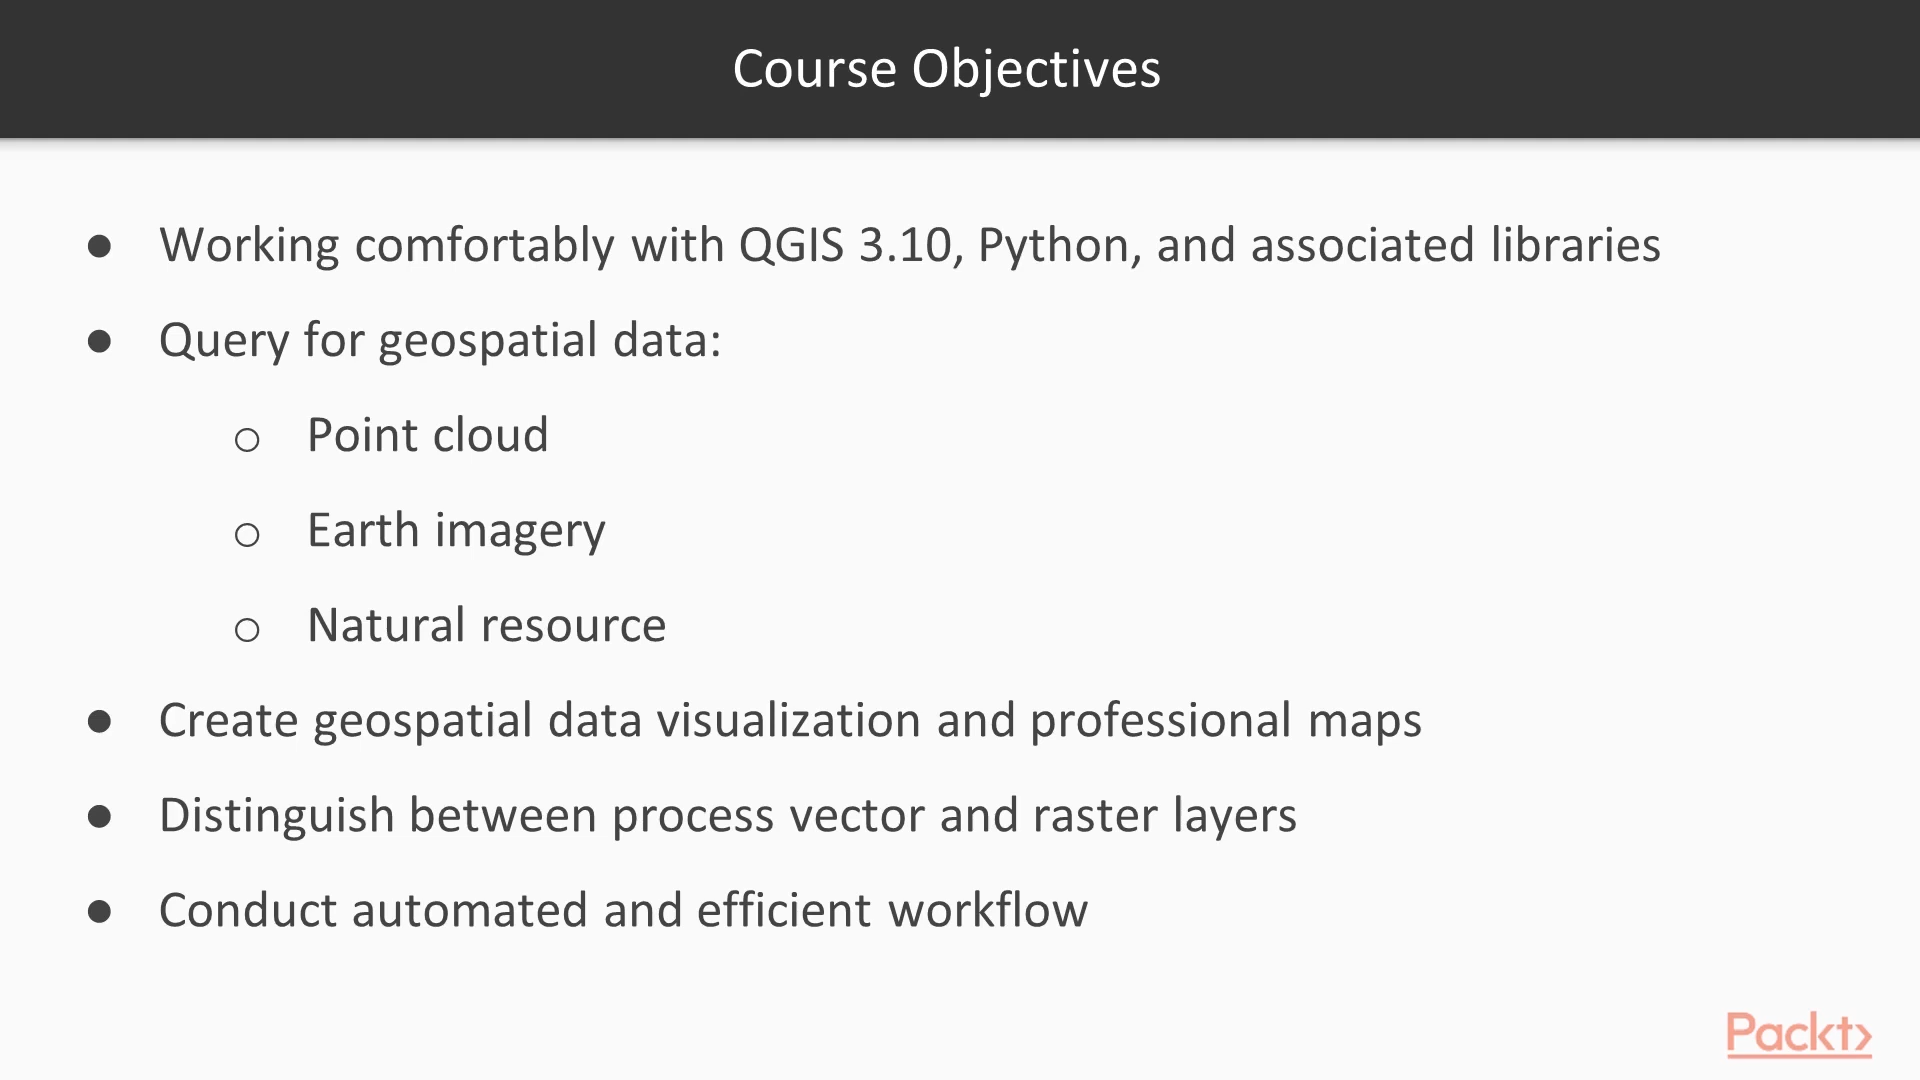 Course Objectives
● Working comfortably with QGIS 3.10, Python, and associated libraries
● Query for geospatial data:
○ Point cloud
○ Earth imagery
○ Natural resource
● Create geospatial data visualization and professional maps
● Distinguish between process vector and raster layers
● Conduct automated and efficient workflow
Packt>